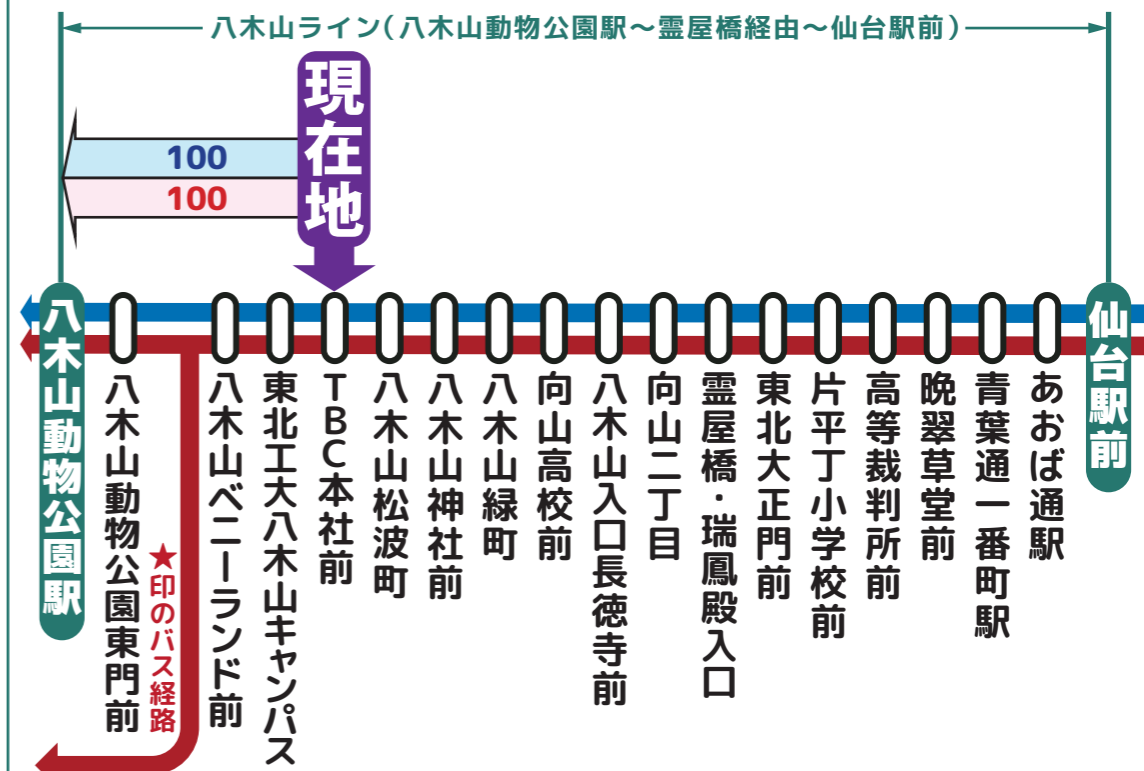 八木山ライン(八木山動物公園駅～霊屋橋経由～仙台駅前)
現在地
100
100
八木山動物公園駅
八木山動物公園東門前
★印のバス経路
八木山ベニーランド前
東北工大八木山キャンパス
TBC本社前
八木山松波町
八木山神社前
八木山緑町
向山高校前
八木山入口長徳寺前
向山二丁目
霊屋橋・瑞鳳殿入口
東北大正門前
片平丁小学校前
高等裁判所前
晩翠草堂前
青葉通一番町駅
あおば通駅
仙台駅前